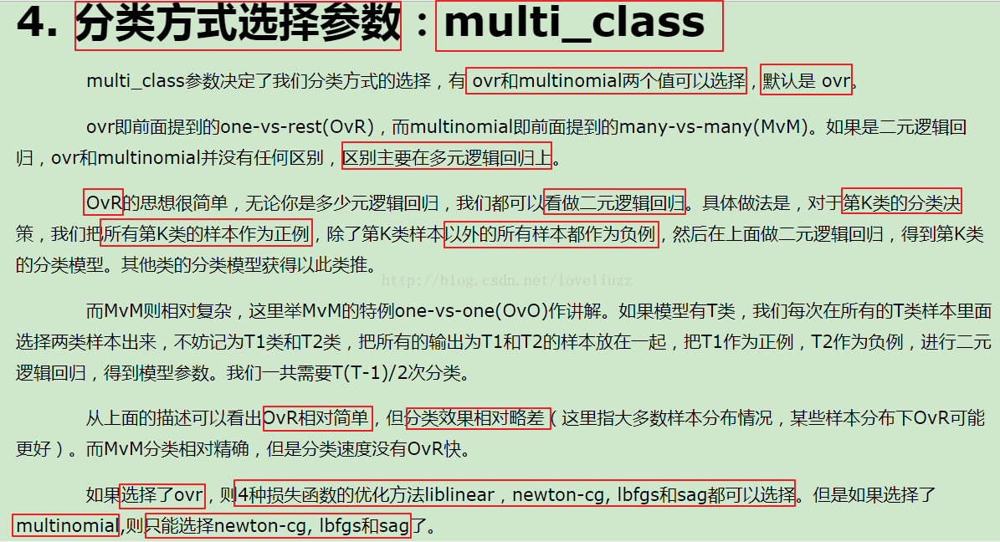 4. 分类方式选择参数：multi_class
multi_class参数决定了我们分类方式的选择，有 ovr和multinomial两个值可以选择，默认是 ovr。
ovr即前面提到的one-vs-rest(OvR)，而multinomial即前面提到的many-vs-many(MvM)。如果是二元逻辑回
归，ovr和multinomial并没有任何区别，区别主要在多元逻辑回归上。
OvR的思想很简单，无论你是多少元逻辑回归，我们都可以看做二元逻辑回归。具体做法是，对于第K类的分类决
策，我们把所有第K类的样本作为正例，除了第K类样本以外的所有样本都作为负例，然后在上面做二元逻辑回归，得到第K类
的分类模型。其他类的分类模型获得以此类推。
http://blog.csdn.net/loveliuzz
而MvM则相对复杂，这里举MvM的特例one-vs-one(OvO)作讲解。如果模型有T类，我们每次在所有的T类样本里面
选择两类样本出来，不妨记为T1类和T2类，把所有的输出为T1和T2的样本放在一起，把T1作为正例，T2作为负例，进行二元
逻辑回归，得到模型参数。我们一共需要T(T-1)/2次分类。
从上面的描述可以看出OvR相对简单，但分类效果相对略差（这里指大多数样本分布情况，某些样本分布下OvR可能
更好）。而MvM分类相对精确，但是分类速度没有OvR快。
如果选择了ovr，则4种损失函数的优化方法liblinear，newton-cg, lbfgs和sag都可以选择。但是如果选择了
multinomial,则只能选择newton-cg, lbfgs和sag了。